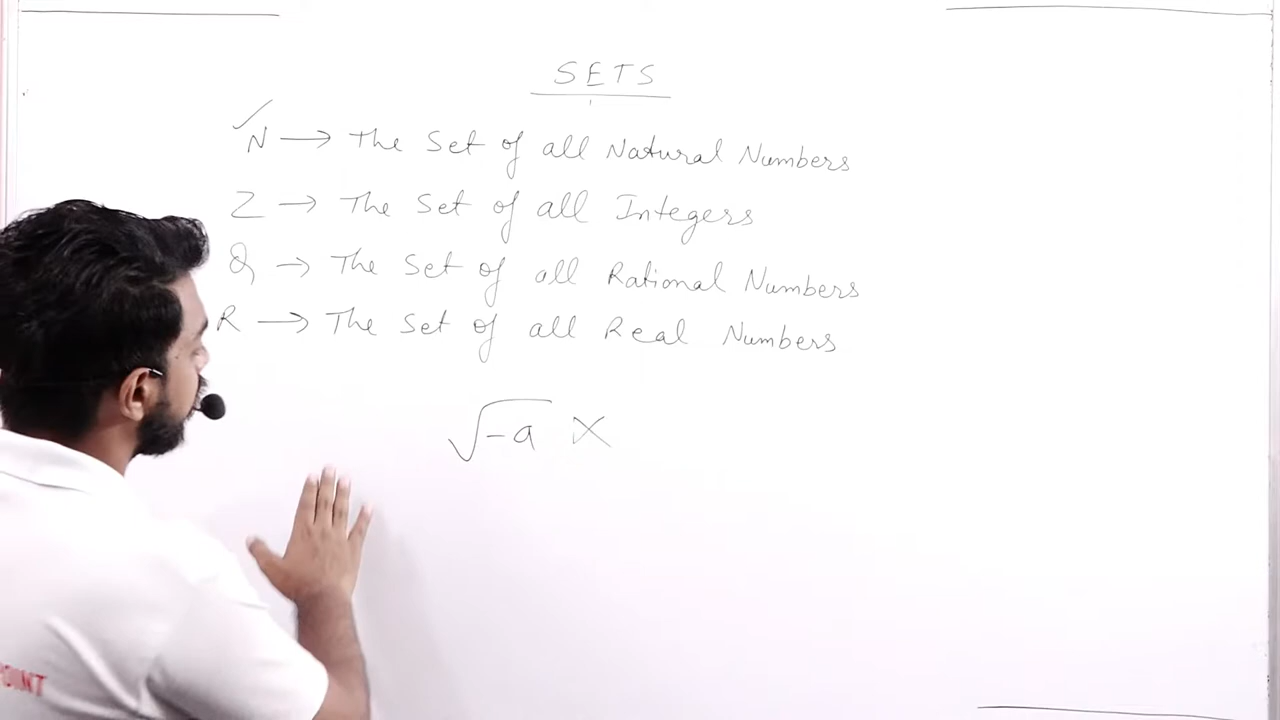 SETS
N → The Set of all Natural Numbers
Z → The Set of all Integers
Q → The Set of all Rational Numbers
R → The Set of all Real Numbers
√-a X